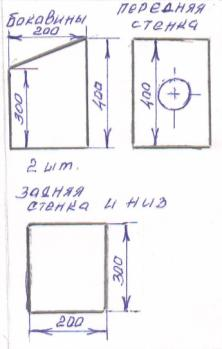 Боковины
200
300
400
2 шт.
Передняя
стенка
400
Задняя
стенка и низ
300
200